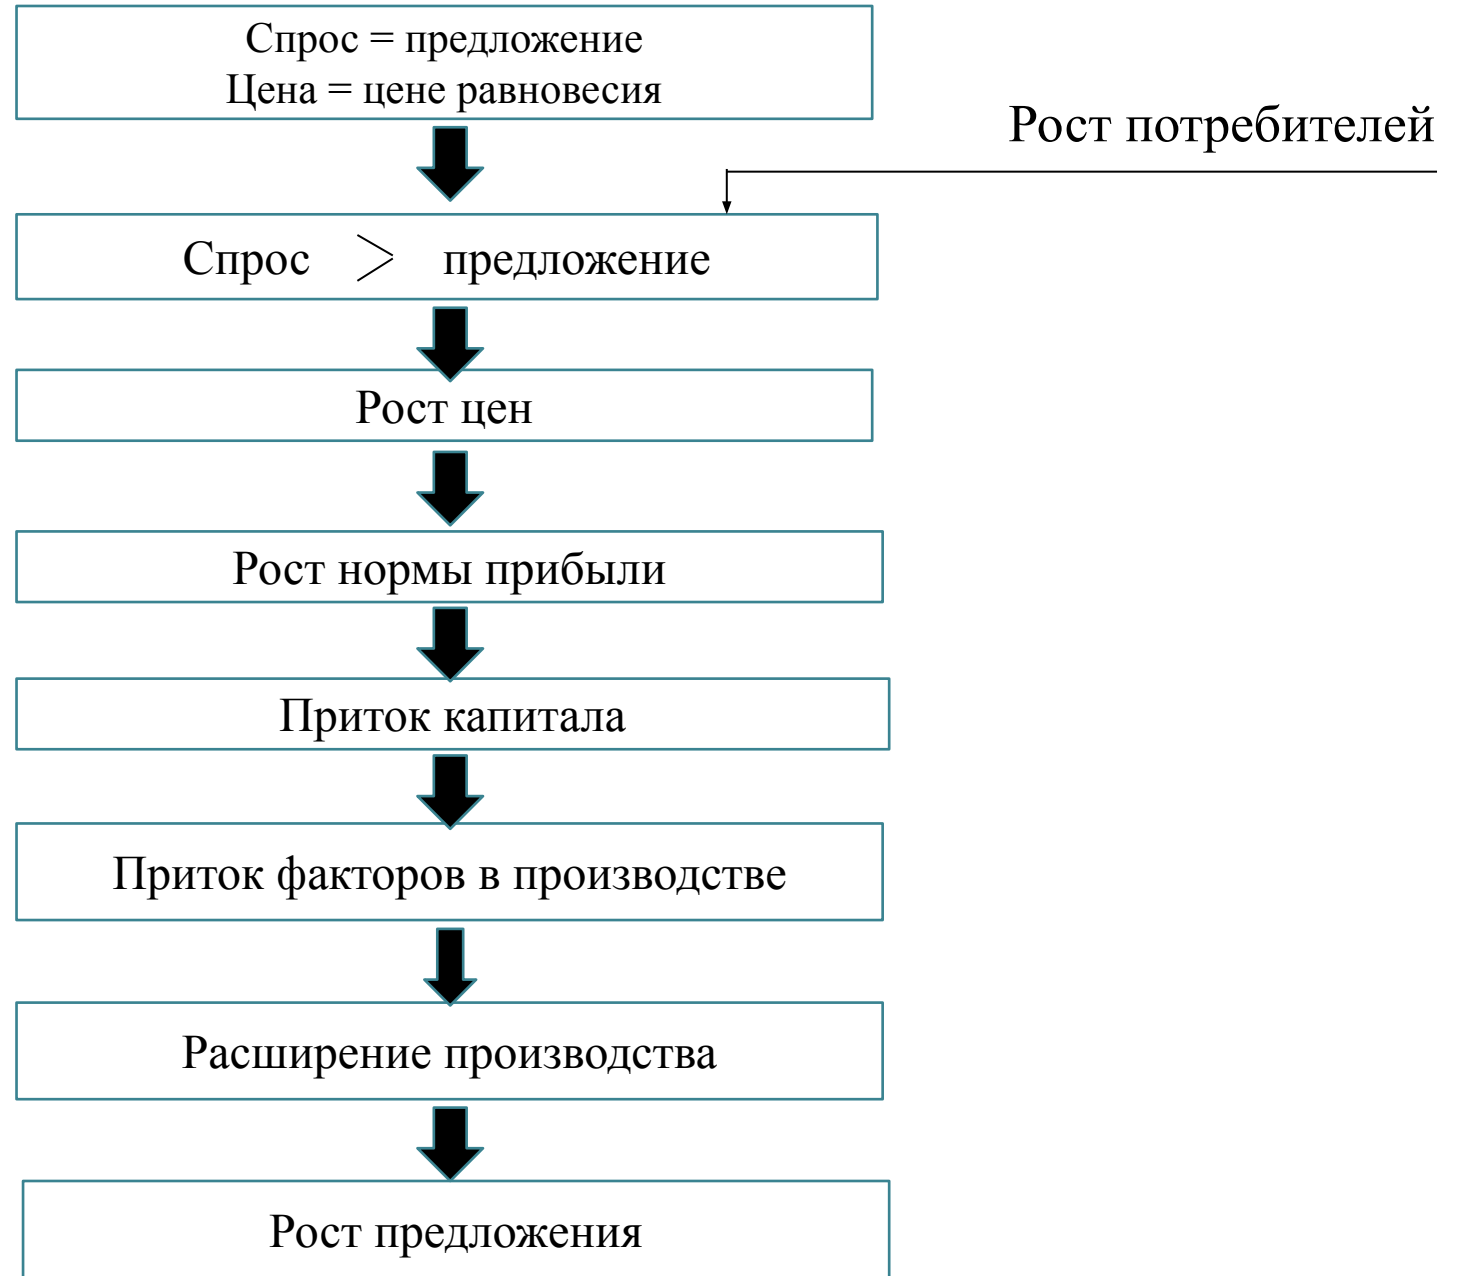 Спрос = предложение
Цена = цене равновесия
Рост потребителей
Спрос > предложение
Рост цен
Рост нормы прибыли
Приток капитала
Приток факторов в производстве
Расширение производства
Рост предложения